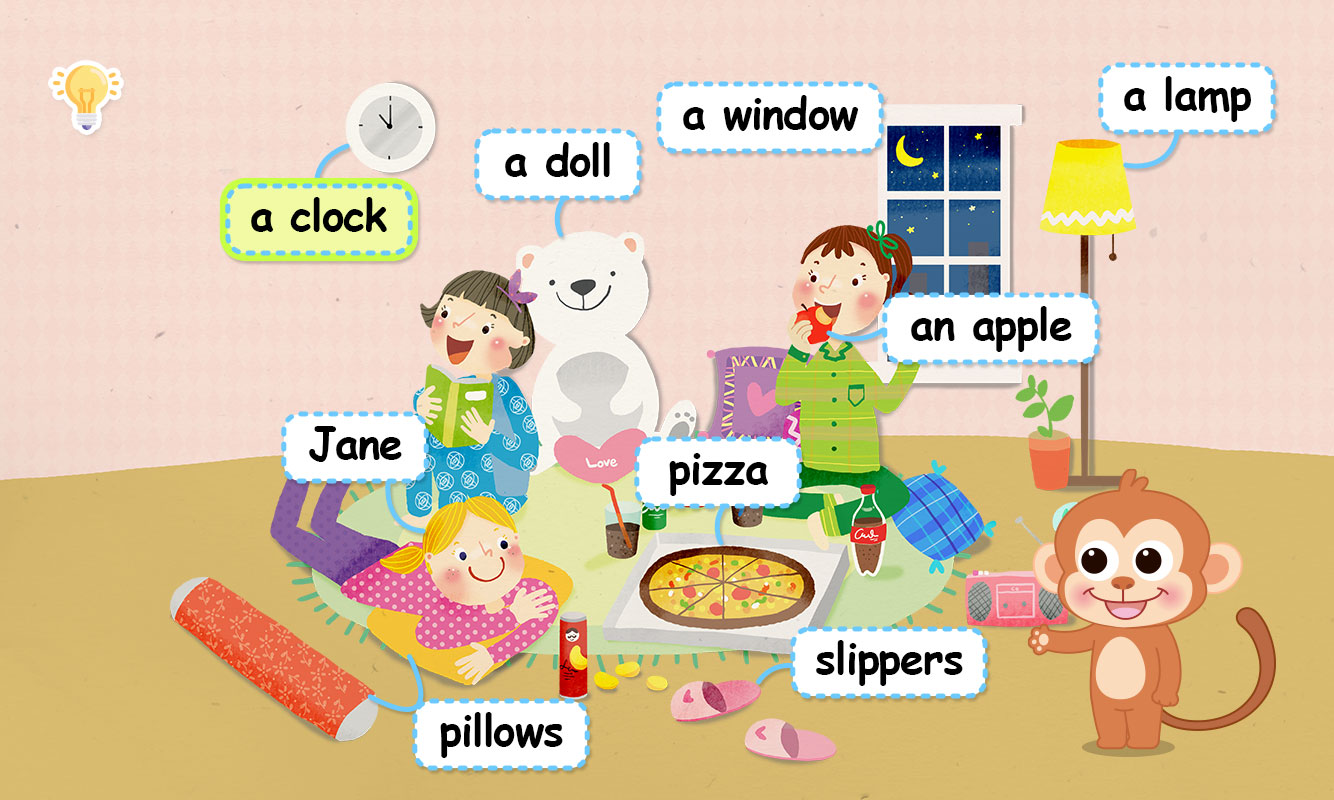 a lamp
a window
a doll
a clock
an apple
Jane
Love
pizza
slippers
pillows